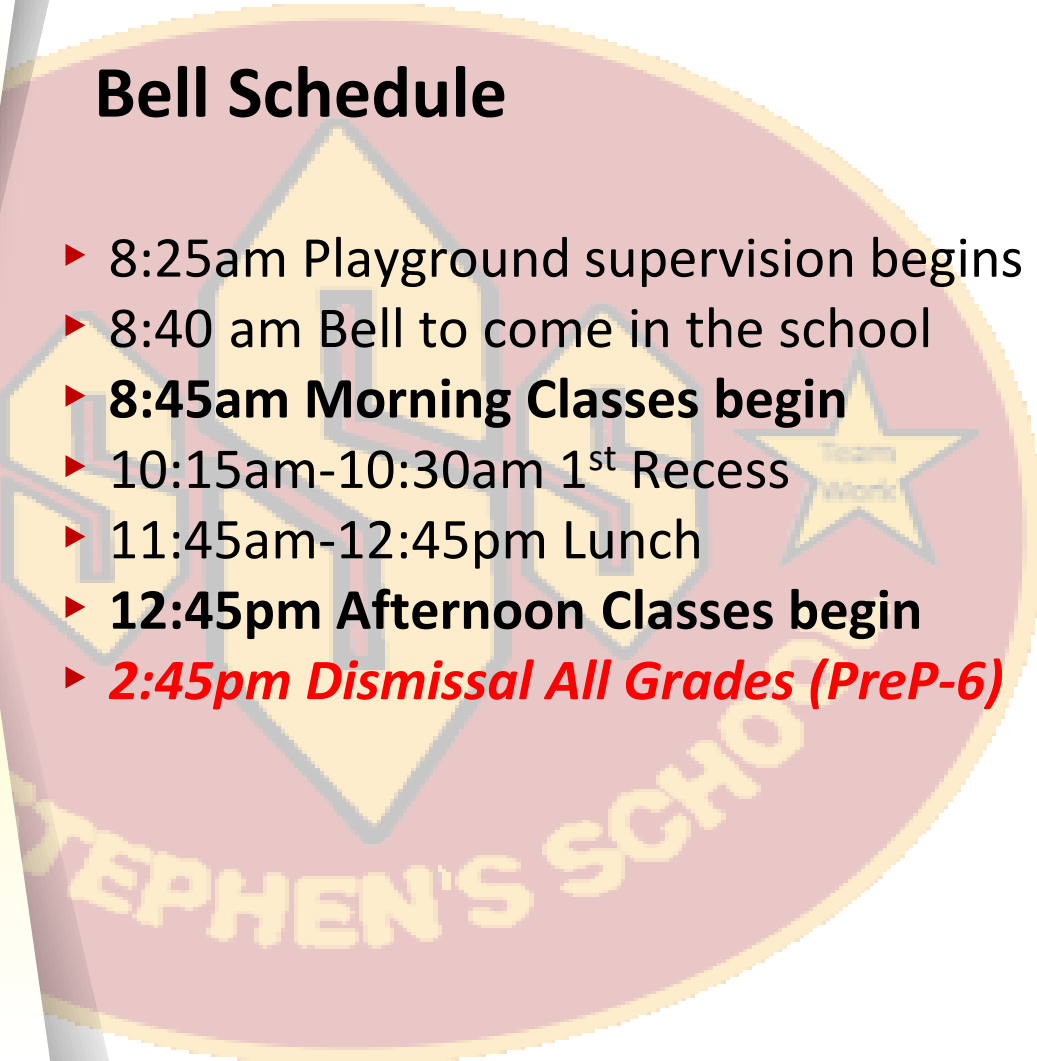 Bell Schedule
8:25am Playground supervision begins
8:40 am Bell to come in the school
8:45am Morning Classes begin
10:15am-10:30am 1st Recess
11:45am-12:45pm Lunch
12:45pm Afternoon Classes begin
2:45pm Dismissal All Grades (PreP-6)
Team
Work
STEPHEN'S SCHOOL